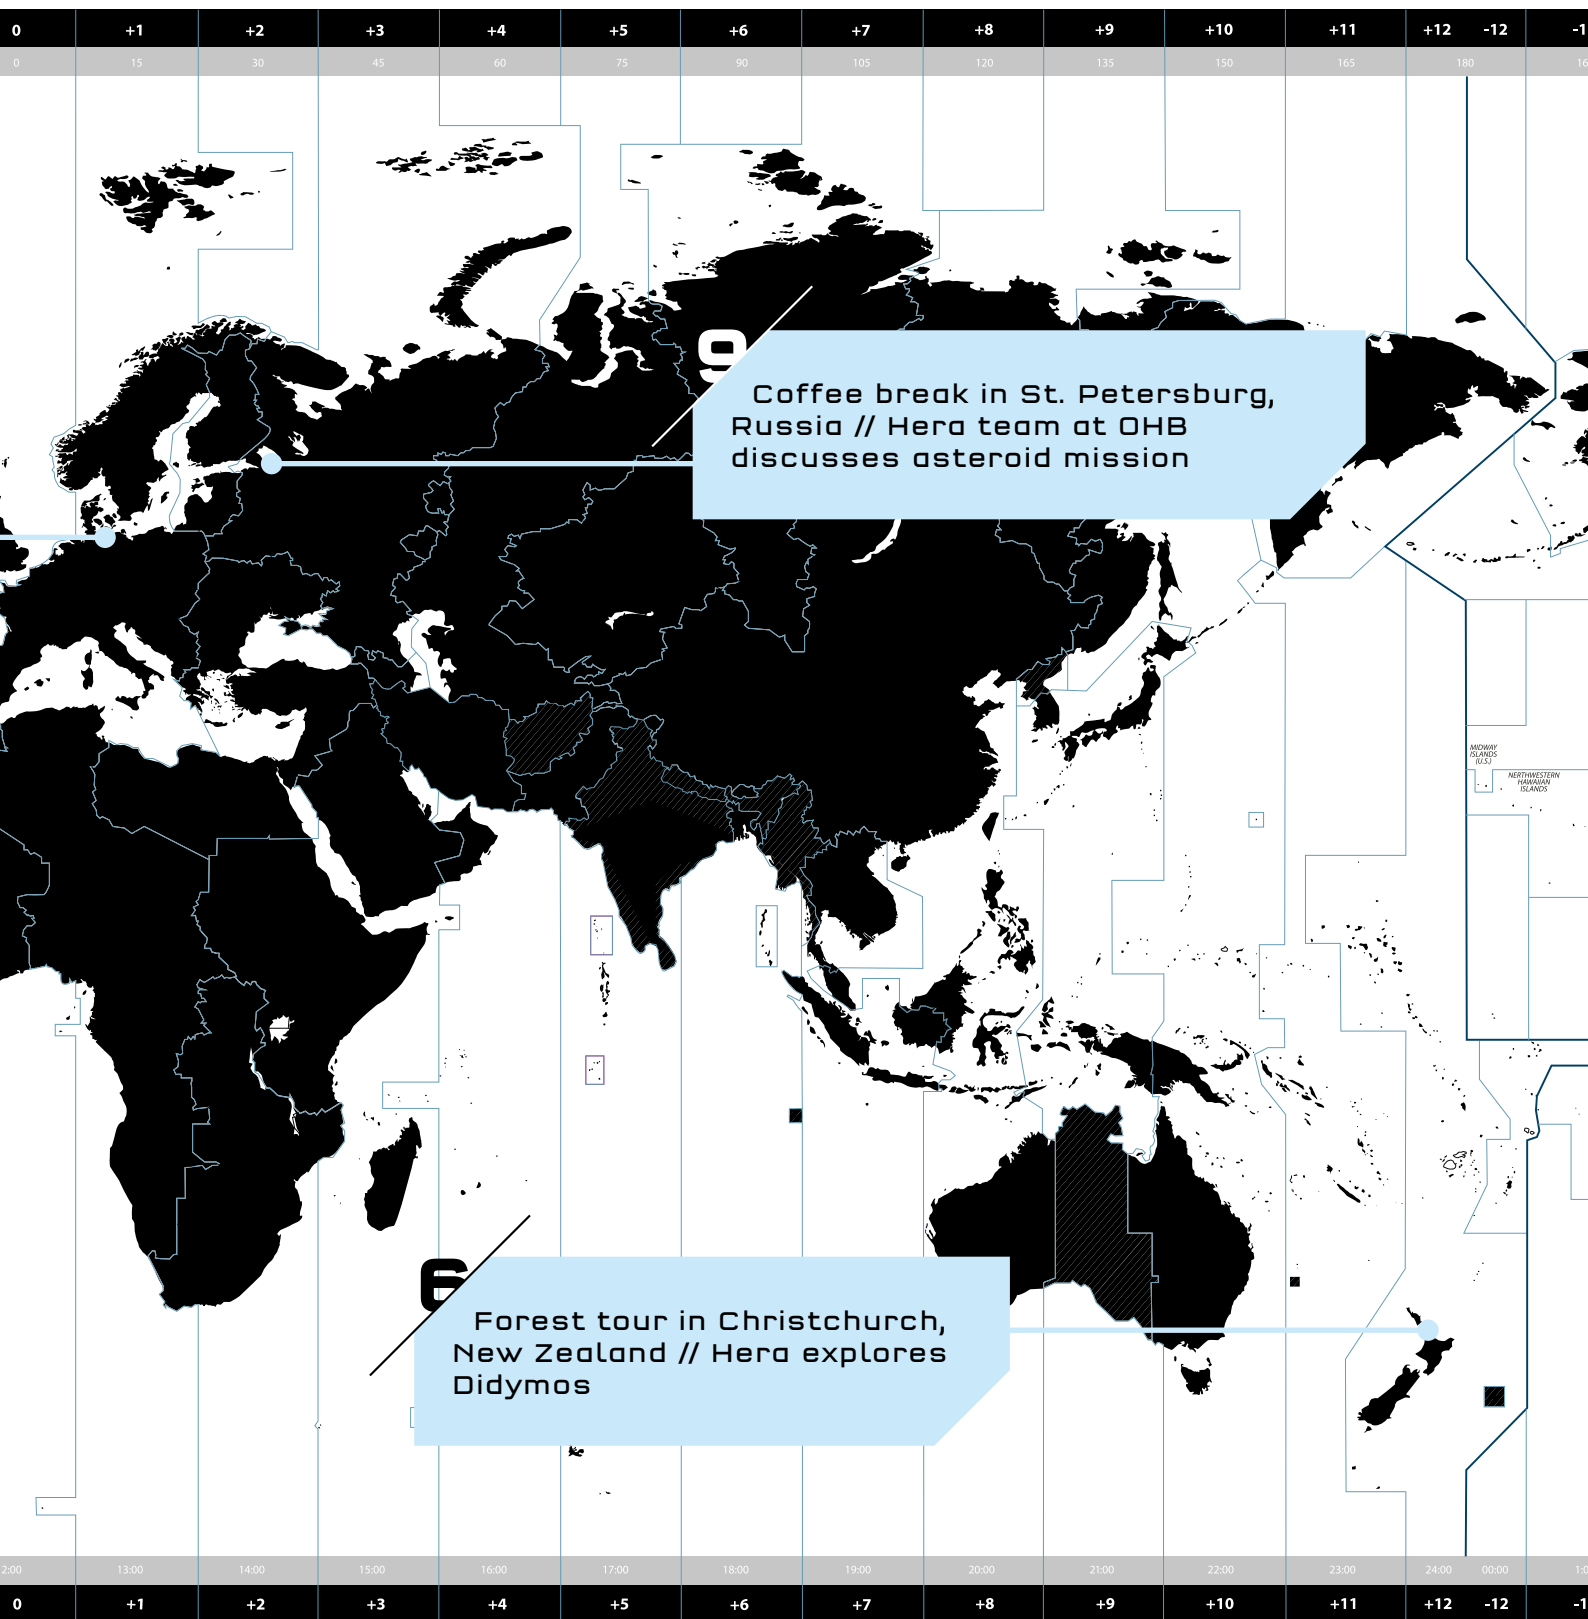 0 +1 +2 +3 +4 +5 +6 +7 +8 +9 +10 +11 +12 -12
0 15 30 45 60 75 90 105 120 135 150 165 180
9
Coffee break in St. Petersburg,
Russia // Hera team at OHB
discusses asteroid mission
MIDWAY
ISLANDS
(U.S.)
NERTHWESTERN
HAWAIIAN
ISLANDS
6
Forest tour in Christchurch,
New Zealand // Hera explores
Didymos
2:00 13:00 14:00 15:00 16:00 17:00 18:00 19:00 20:00 21:00 22:00 23:00 24:00 00:00
0 +1 +2 +3 +4 +5 +6 +7 +8 +9 +10 +11 +12 -12